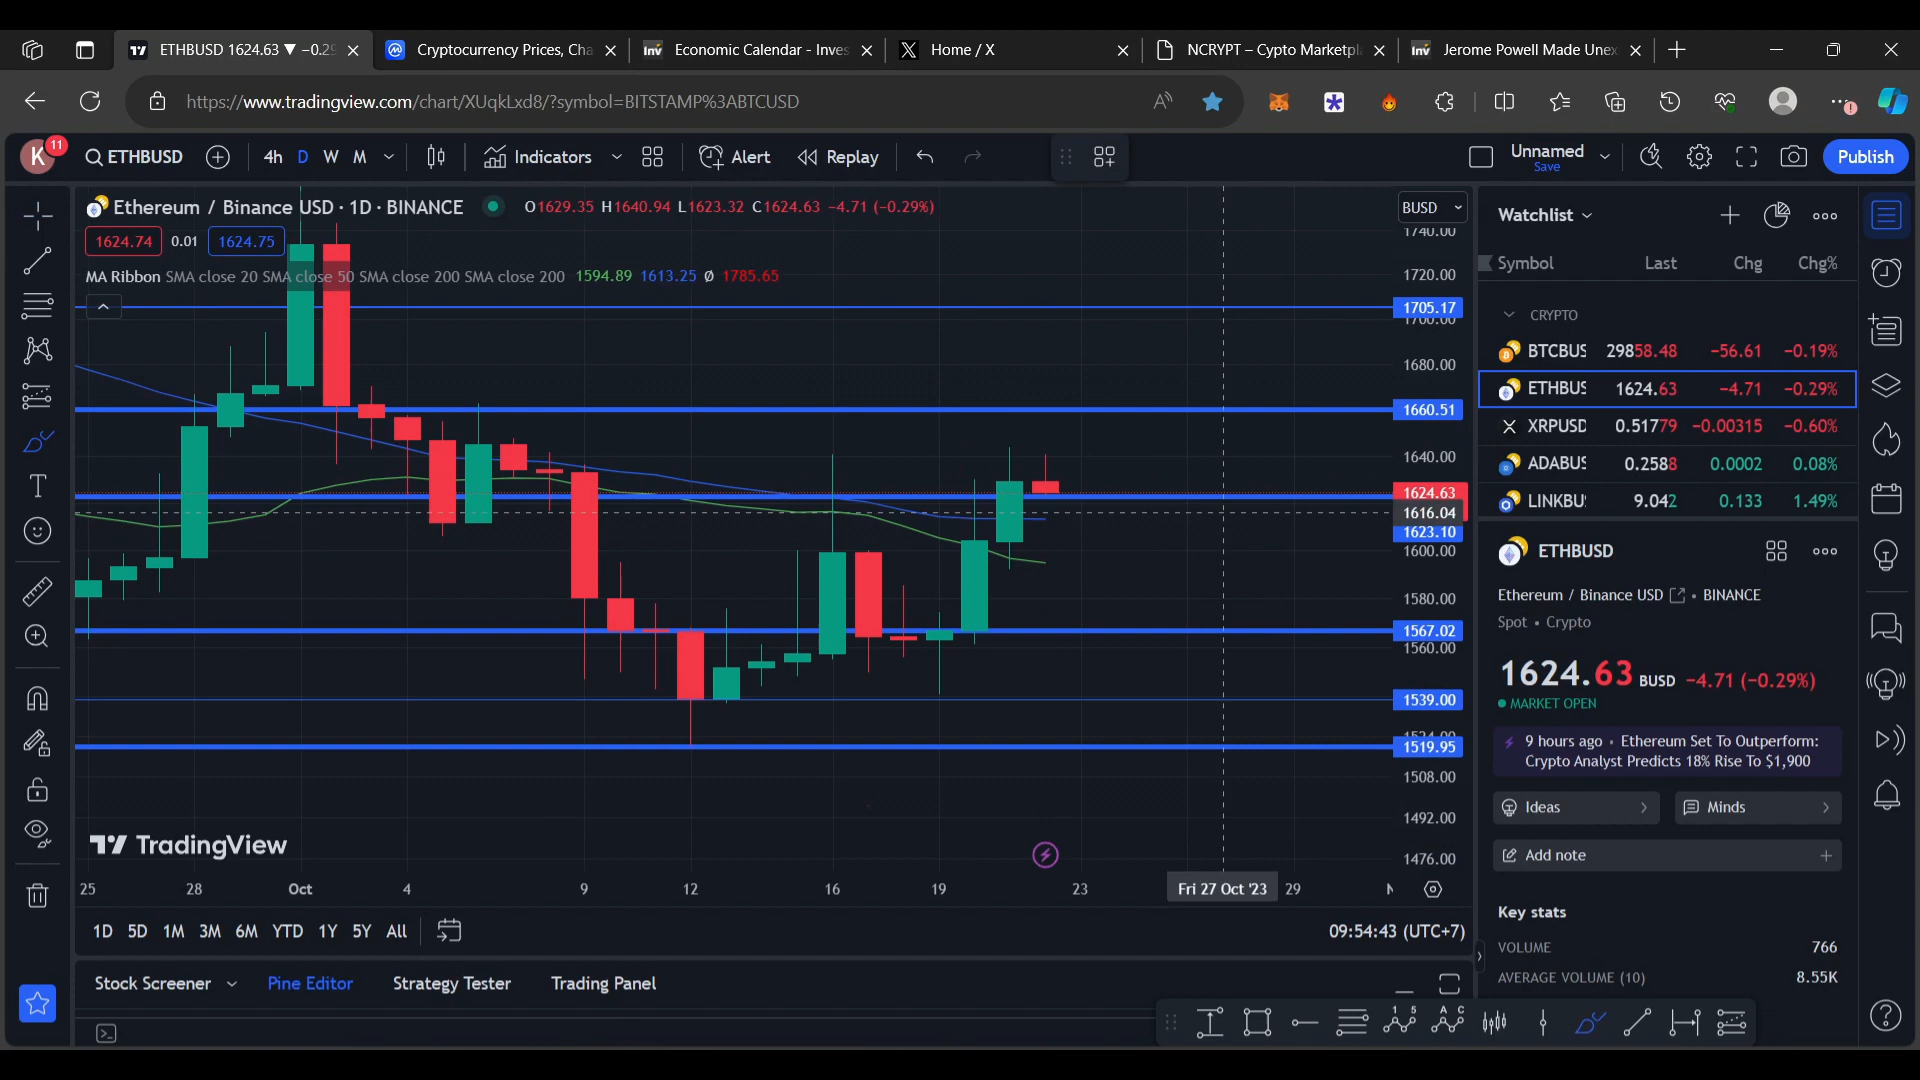 ETHBUSD 1624.63 ▼ −0.29
Cryptocurrency Prices, Cha
Economic Calendar - Inves
Home / X
NCRYPT – Cypto Marketpla
Jerome Powell Made Unex
https://www.tradingview.com/chart/XUqkLxd8/?symbol=BITSTAMP%3ABTCUSD
K 11
ETHBUSD
4h D W M
Indicators
Alert
Replay
Unnamed
Save
Publish
Ethereum / Binance USD · 1D · BINANCE
O1629.35 H1640.94 L1623.32 C1624.63 −4.71 (−0.29%)
1624.74 0.01 1624.75
MA Ribbon SMA close 20 SMA close 50 SMA close 200 SMA close 200 1594.89 1613.25 Ø 1785.65
BUSD
1740.00
1720.00
1705.17
1700.00
1680.00
1660.51
1640.00
1624.63
1616.04
1623.10
1600.00
1580.00
1567.02
1560.00
1539.00
1524.00
1519.95
1508.00
1492.00
1476.00
TradingView
25 28 Oct 4 9 12 16 19 23 Fri 27 Oct '23 29
1D 5D 1M 3M 6M YTD 1Y 5Y All
09:54:43 (UTC+7)
Stock Screener Pine Editor Strategy Tester Trading Panel
Watchlist
Symbol Last Chg Chg%
CRYPTO
BTCBUS 29858.48 −56.61 −0.19%
ETHBUS 1624.63 −4.71 −0.29%
XRPUSD 0.51779 −0.00315 −0.60%
ADABUS 0.2588 0.0002 0.08%
LINKBU 9.042 0.133 1.49%
ETHBUSD
Ethereum / Binance USD • BINANCE
Spot • Crypto
1624.63 BUSD −4.71 (−0.29%)
MARKET OPEN
9 hours ago • Ethereum Set To Outperform:
Crypto Analyst Predicts 18% Rise To $1,900
Ideas
Minds
Add note
Key stats
VOLUME 766
AVERAGE VOLUME (10) 8.55K